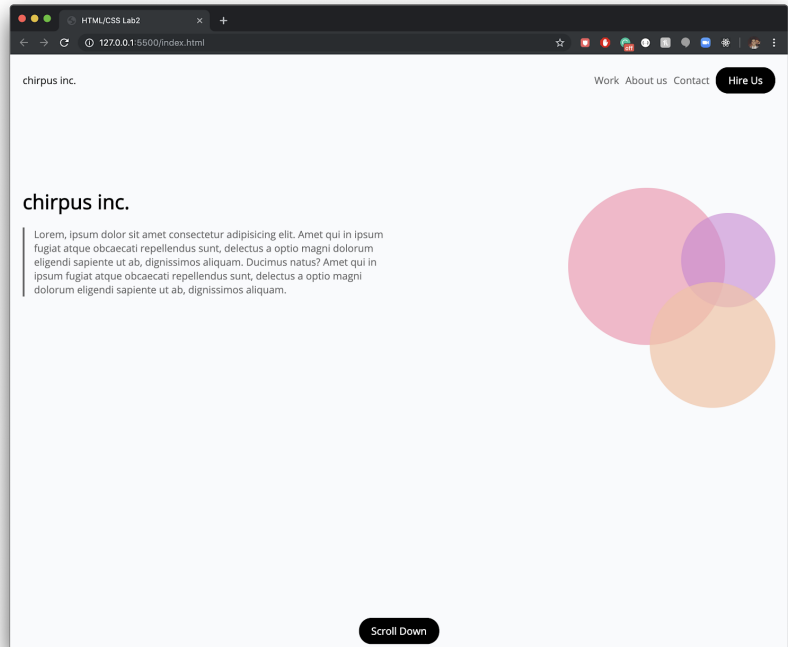 HTML/CSS Lab2
127.0.0.1:5500/index.html
off
chirpus inc.
Work About us Contact Hire Us
chirpus inc.
Lorem, ipsum dolor sit amet consectetur adipisicing elit. Amet qui in ipsum
fugiat atque obcaecati repellendus sunt, delectus a optio magni dolorum
eligendi sapiente ut ab, dignissimos aliquam. Ducimus natus? Amet qui in
ipsum fugiat atque obcaecati repellendus sunt, delectus a optio magni
dolorum eligendi sapiente ut ab, dignissimos aliquam.
Scroll Down